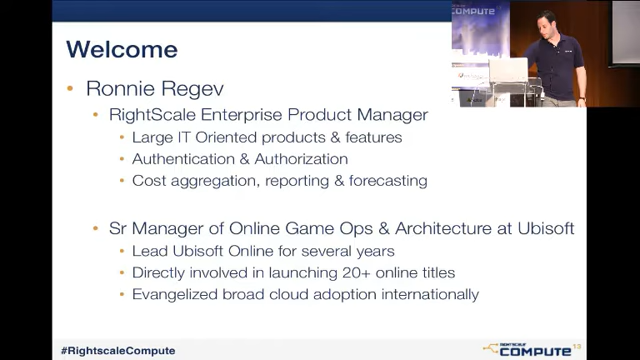 Welcome
• Ronnie Regev
• RightScale Enterprise Product Manager
• Large IT Oriented products & features
• Authentication & Authorization
• Cost aggregation, reporting & forecasting
• Sr Manager of Online Game Ops & Architecture at Ubisoft
• Lead Ubisoft Online for several years
• Directly involved in launching 20+ online titles
• Evangelized broad cloud adoption internationally
#RightscaleCompute
RIGHTSCALE
COMPUTE 13
COMPUTE